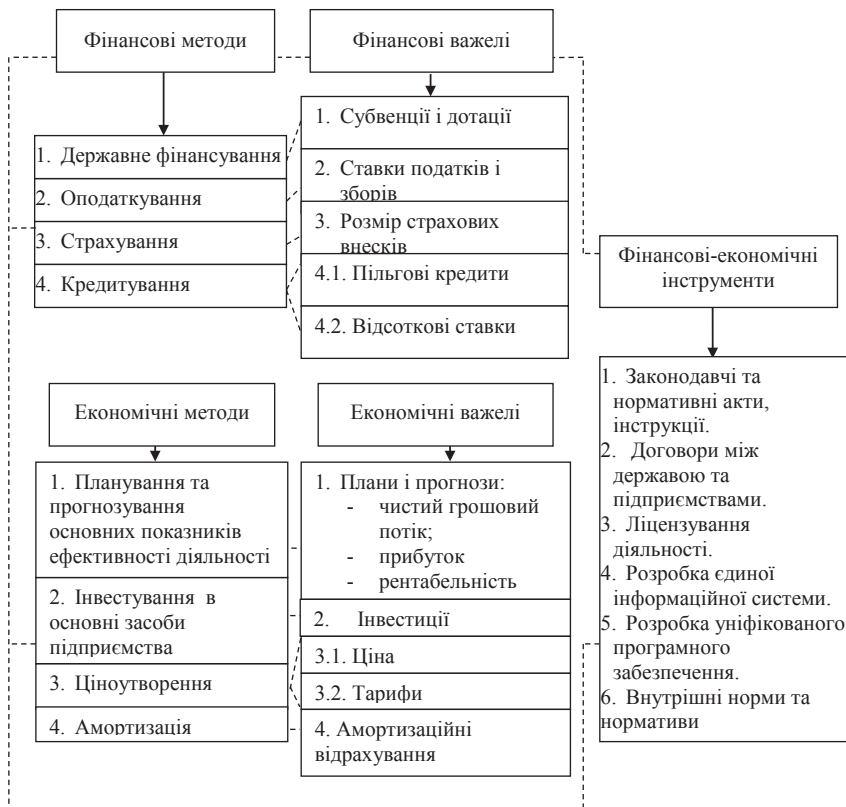 Фінансові методи
Фінансові важелі
1. Державне фінансування
2. Оподаткування
3. Страхування
4. Кредитування
1. Субвенції і дотації
2. Ставки податків і
зборів
3. Розмір страхових
внесків
4.1. Пільгові кредити
4.2. Відсоткові ставки
Фінансові-економічні
інструменти
1. Законодавчі та
нормативні акти,
інструкції.
2. Договори між
державою та
підприємствами.
3. Ліцензування
діяльності.
4. Розробка єдиної
інформаційної системи.
5. Розробка уніфікованого
програмного
забезпечення.
6. Внутрішні норми та
нормативи
Економічні методи
Економічні важелі
1. Планування та
прогнозування
основних показників
ефективності діяльності
2. Інвестування в
основні засоби
підприємства
3. Ціноутворення
4. Амортизація
1. Плани і прогнози:
- чистий грошовий
потік;
- прибуток
- рентабельність
2. Інвестиції
3.1. Ціна
3.2. Тарифи
4. Амортизаційні
відрахування